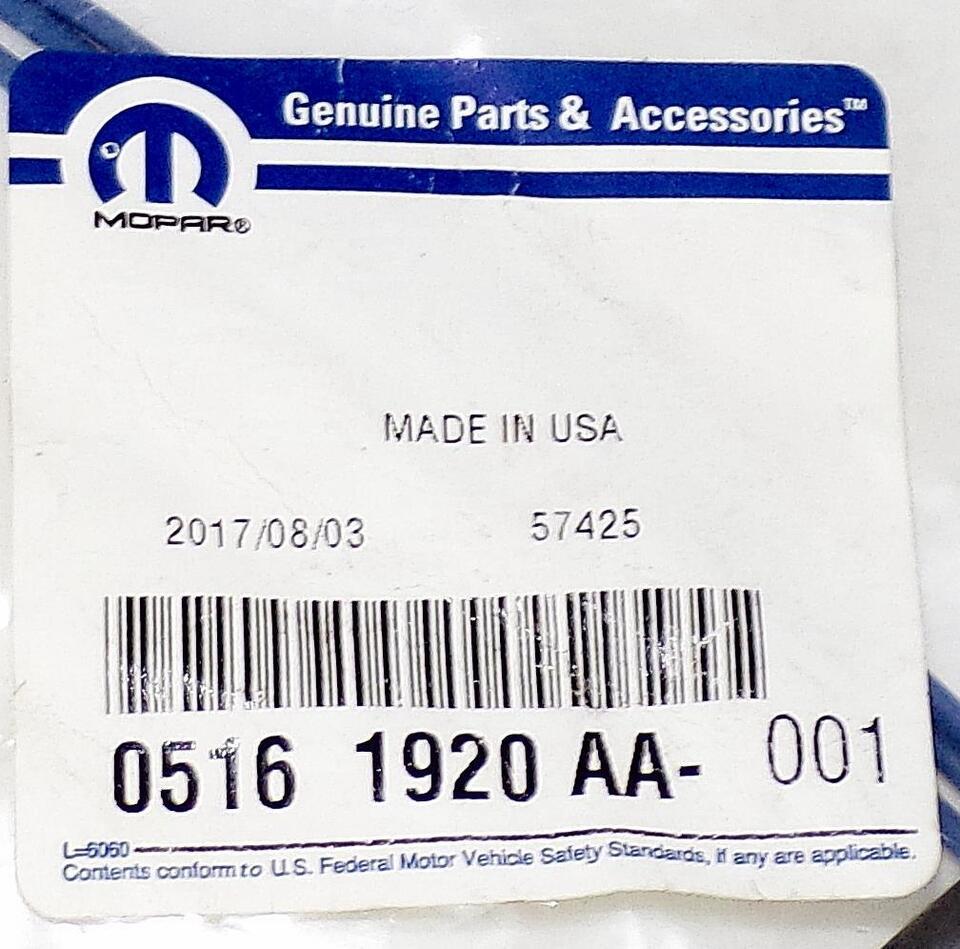 Genuine Parts & Accessories™
MOPAR®
MADE IN USA
2017/08/03 57425
0516 1920 AA- 001
L=6060
Contents conform to U.S. Federal Motor Vehicle Safety Standards, if any are applicable.